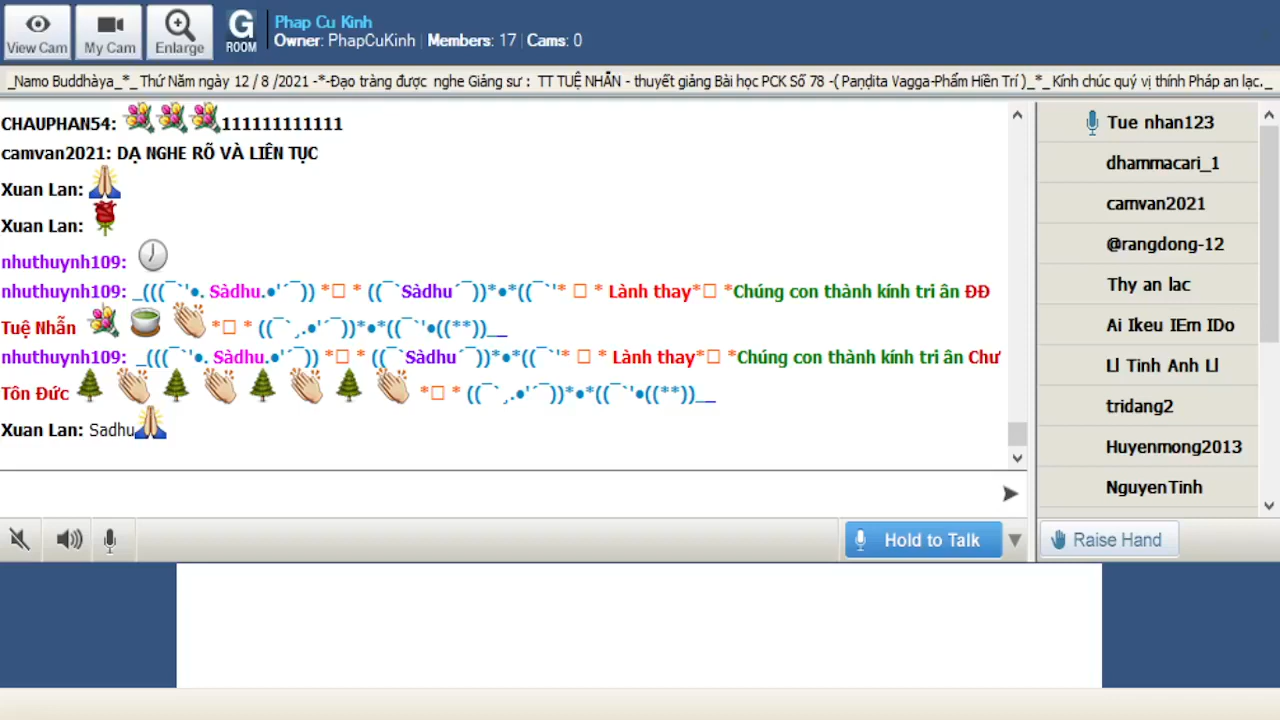 View Cam
My Cam
Enlarge
G
ROOM
Phap Cu Kinh
Owner: PhapCuKinh | Members: 17 | Cams: 0
_Namo Buddhàya_*_ Thứ Năm ngày 12 / 8 /2021 -*-Đạo tràng được nghe Giảng sư : TT TUỆ NHẪN - thuyết giảng Bài học PCK Số 78 -( Paṇḍita Vagga-Phẩm Hiền Trí )_*_ Kính chúc quý vị thính Pháp an lạc._
CHAUPHAN54: 111111111111
camvan2021: DẠ NGHE RÕ VÀ LIÊN TỤC
Xuan Lan:
Xuan Lan:
nhuthuynh109:
nhuthuynh109: _(((¯`'•. Sàdhu.•'´¯)) *□ * ((¯`Sàdhu´¯))*•*((¯`'* □ * Lành thay*□ *Chúng con thành kính tri ân ĐĐ
Tuệ Nhẫn *□ * ((¯`¸.•'´¯))*•*((¯`'•((**))__
nhuthuynh109: _(((¯`'•. Sàdhu.•'´¯)) *□ * ((¯`Sàdhu´¯))*•*((¯`'* □ * Lành thay*□ *Chúng con thành kính tri ân Chư
Tôn Đức *□ * ((¯`¸.•'´¯))*•*((¯`'•((**))__
Xuan Lan: Sadhu
Tue nhan123
dhammacari_1
camvan2021
@rangdong-12
Thy an lac
Ai Ikeu IEm IDo
Ll Tinh Anh Ll
tridang2
Huyenmong2013
NguyenTinh
Hold to Talk
Raise Hand